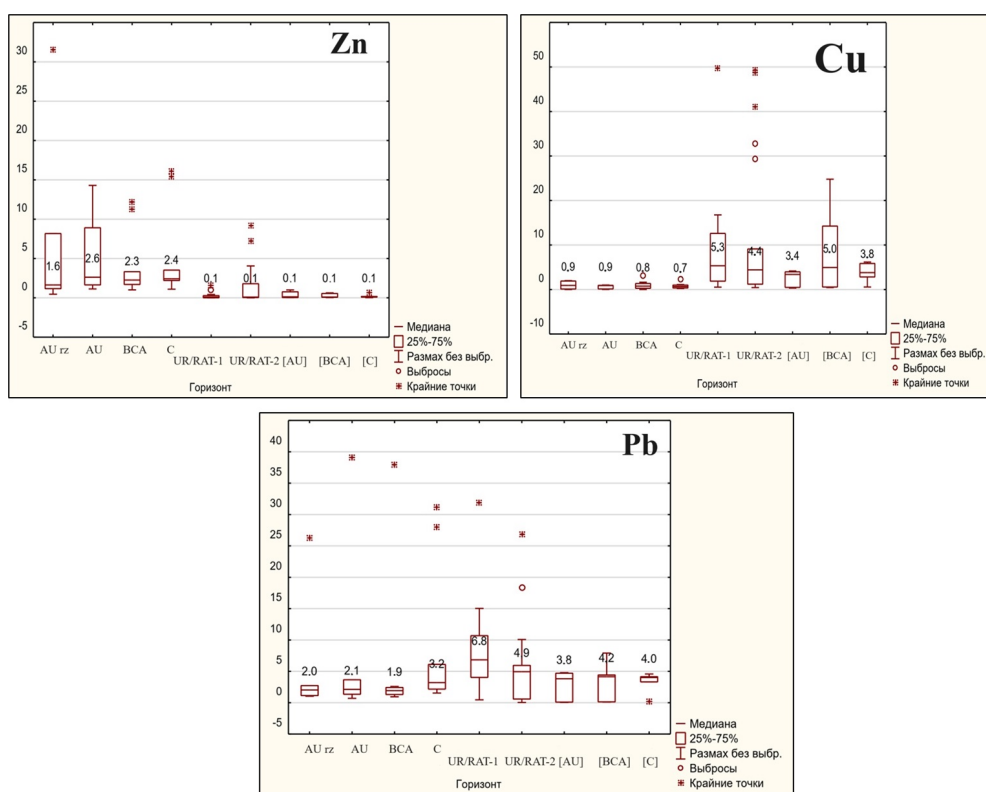 Zn
30
25
20
15
10
5
0
-5
1.6
2.6
2.3
2.4
0.1
0.1
0.1
0.1
0.1
AU rz AU BCA C UR/RAT-1 UR/RAT-2 [AU] [BCA] [C]
Горизонт
Медиана
25%-75%
Размах без выбр.
Выбросы
Крайние точки
Cu
50
40
30
20
10
0
-10
0.9
0.9
0.8
0.7
5.3
4.4
3.4
5.0
3.8
AU rz AU BCA C UR/RAT-1 UR/RAT-2 [AU] [BCA] [C]
Горизонт
Медиана
25%-75%
Размах без выбр.
Выбросы
Крайние точки
Pb
40
35
30
25
20
15
10
5
0
-5
2.0
2.1
1.9
3.2
6.8
4.9
3.8
4.2
4.0
AU rz AU BCA C UR/RAT-1 UR/RAT-2 [AU] [BCA] [C]
Горизонт
Медиана
25%-75%
Размах без выбр.
Выбросы
Крайние точки